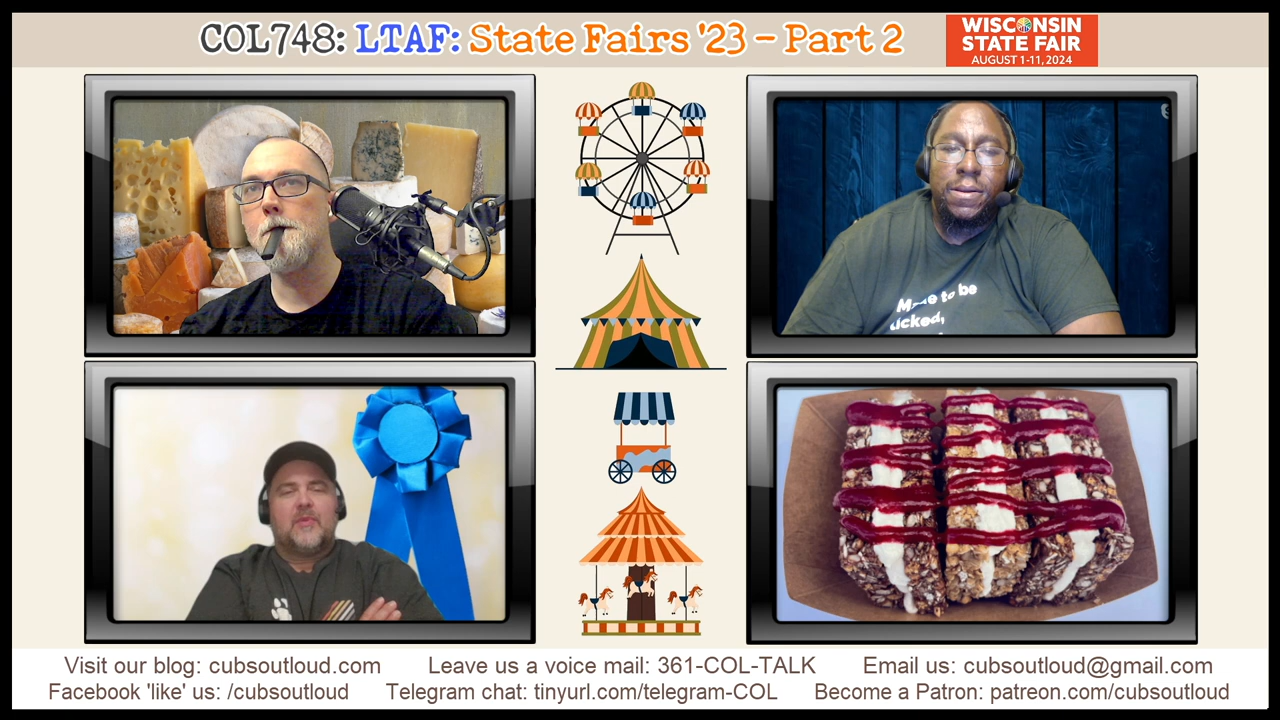 COL748: LTAF: State Fairs '23 - Part 2
WISCONSIN
STATE FAIR
AUGUST 1-11, 2024
to be
Visit our blog: cubsoutloud.com Leave us a voice mail: 361-COL-TALK Email us: cubsoutloud@gmail.com
Facebook 'like' us: /cubsoutloud Telegram chat: tinyurl.com/telegram-COL Become a Patron: patreon.com/cubsoutloud